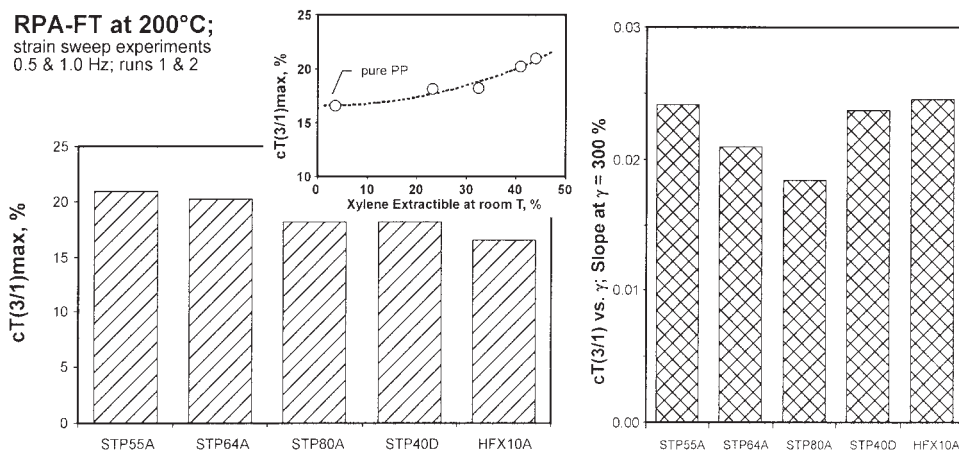 RPA-FT at 200°C;
strain sweep experiments
0.5 & 1.0 Hz; runs 1 & 2
cT(3/1)max, %
25
20
15
10
pure PP
0 10 20 30 40 50
Xylene Extractible at room T, %
cT(3/1)max, %
25
20
15
10
5
0
STP55A STP64A STP80A STP40D HFX10A
cT(3/1) vs. γ; Slope at γ = 300 %
0.03
0.02
0.01
0.00
STP55A STP64A STP80A STP40D HFX10A